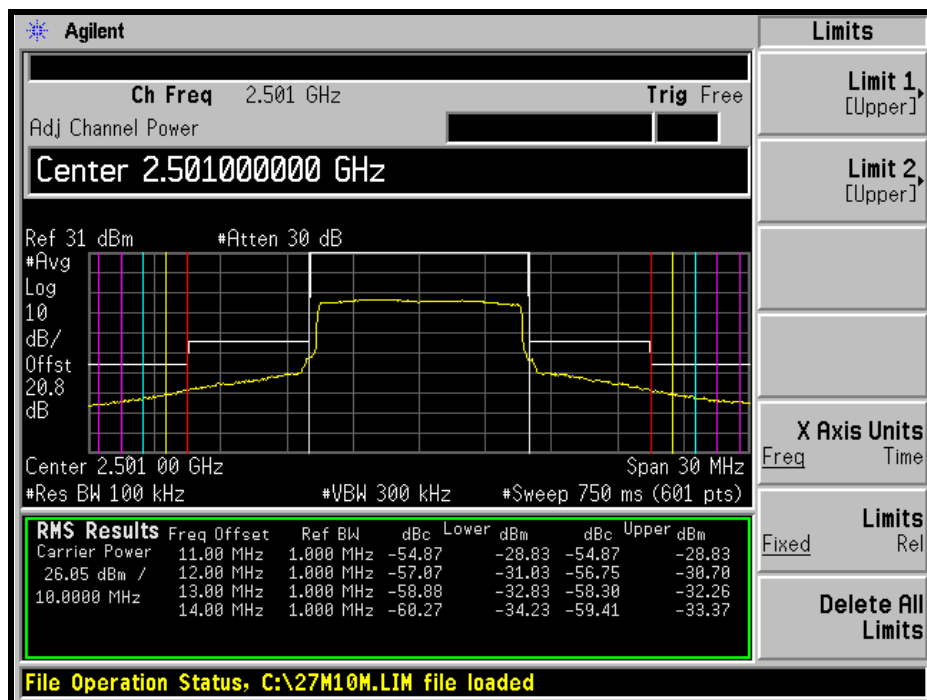 Agilent
Limits
Ch Freq 2.501 GHz Trig Free
Adj Channel Power
Center 2.501000000 GHz
Ref 31 dBm #Atten 30 dB
#Avg
Log
10
dB/
Offst
20.8
dB
Center 2.501 00 GHz Span 30 MHz
#Res BW 100 kHz #VBW 300 kHz #Sweep 750 ms (601 pts)
RMS Results Freq Offset Ref BW dBc Lower dBm dBc Upper dBm
Carrier Power 11.00 MHz 1.000 MHz -54.87 -28.83 -54.87 -28.83
26.05 dBm / 12.00 MHz 1.000 MHz -57.07 -31.03 -56.75 -30.70
10.0000 MHz 13.00 MHz 1.000 MHz -58.88 -32.83 -58.30 -32.26
14.00 MHz 1.000 MHz -60.27 -34.23 -59.41 -33.37
File Operation Status, C:\27M10M.LIM file loaded
Limit 1
[Upper]
Limit 2
[Upper]
X Axis Units
Freq Time
Limits
Fixed Rel
Delete All
Limits